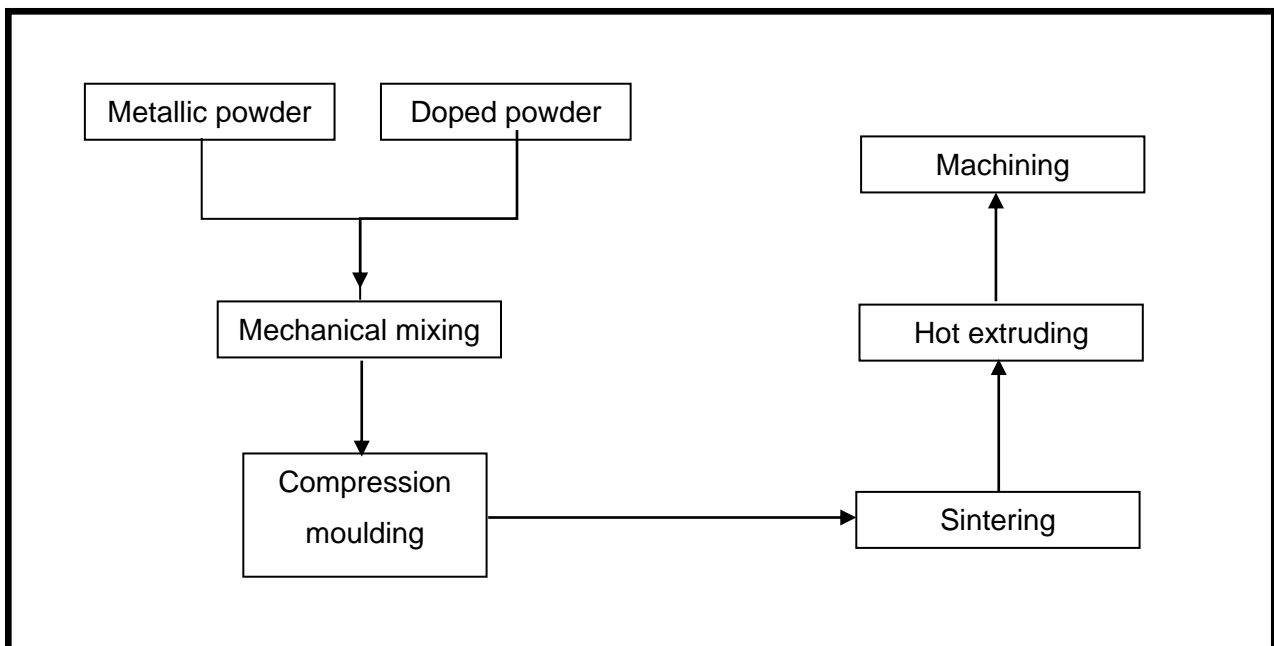 Metallic powder
Doped powder
Mechanical mixing
Compression
moulding
Sintering
Hot extruding
Machining